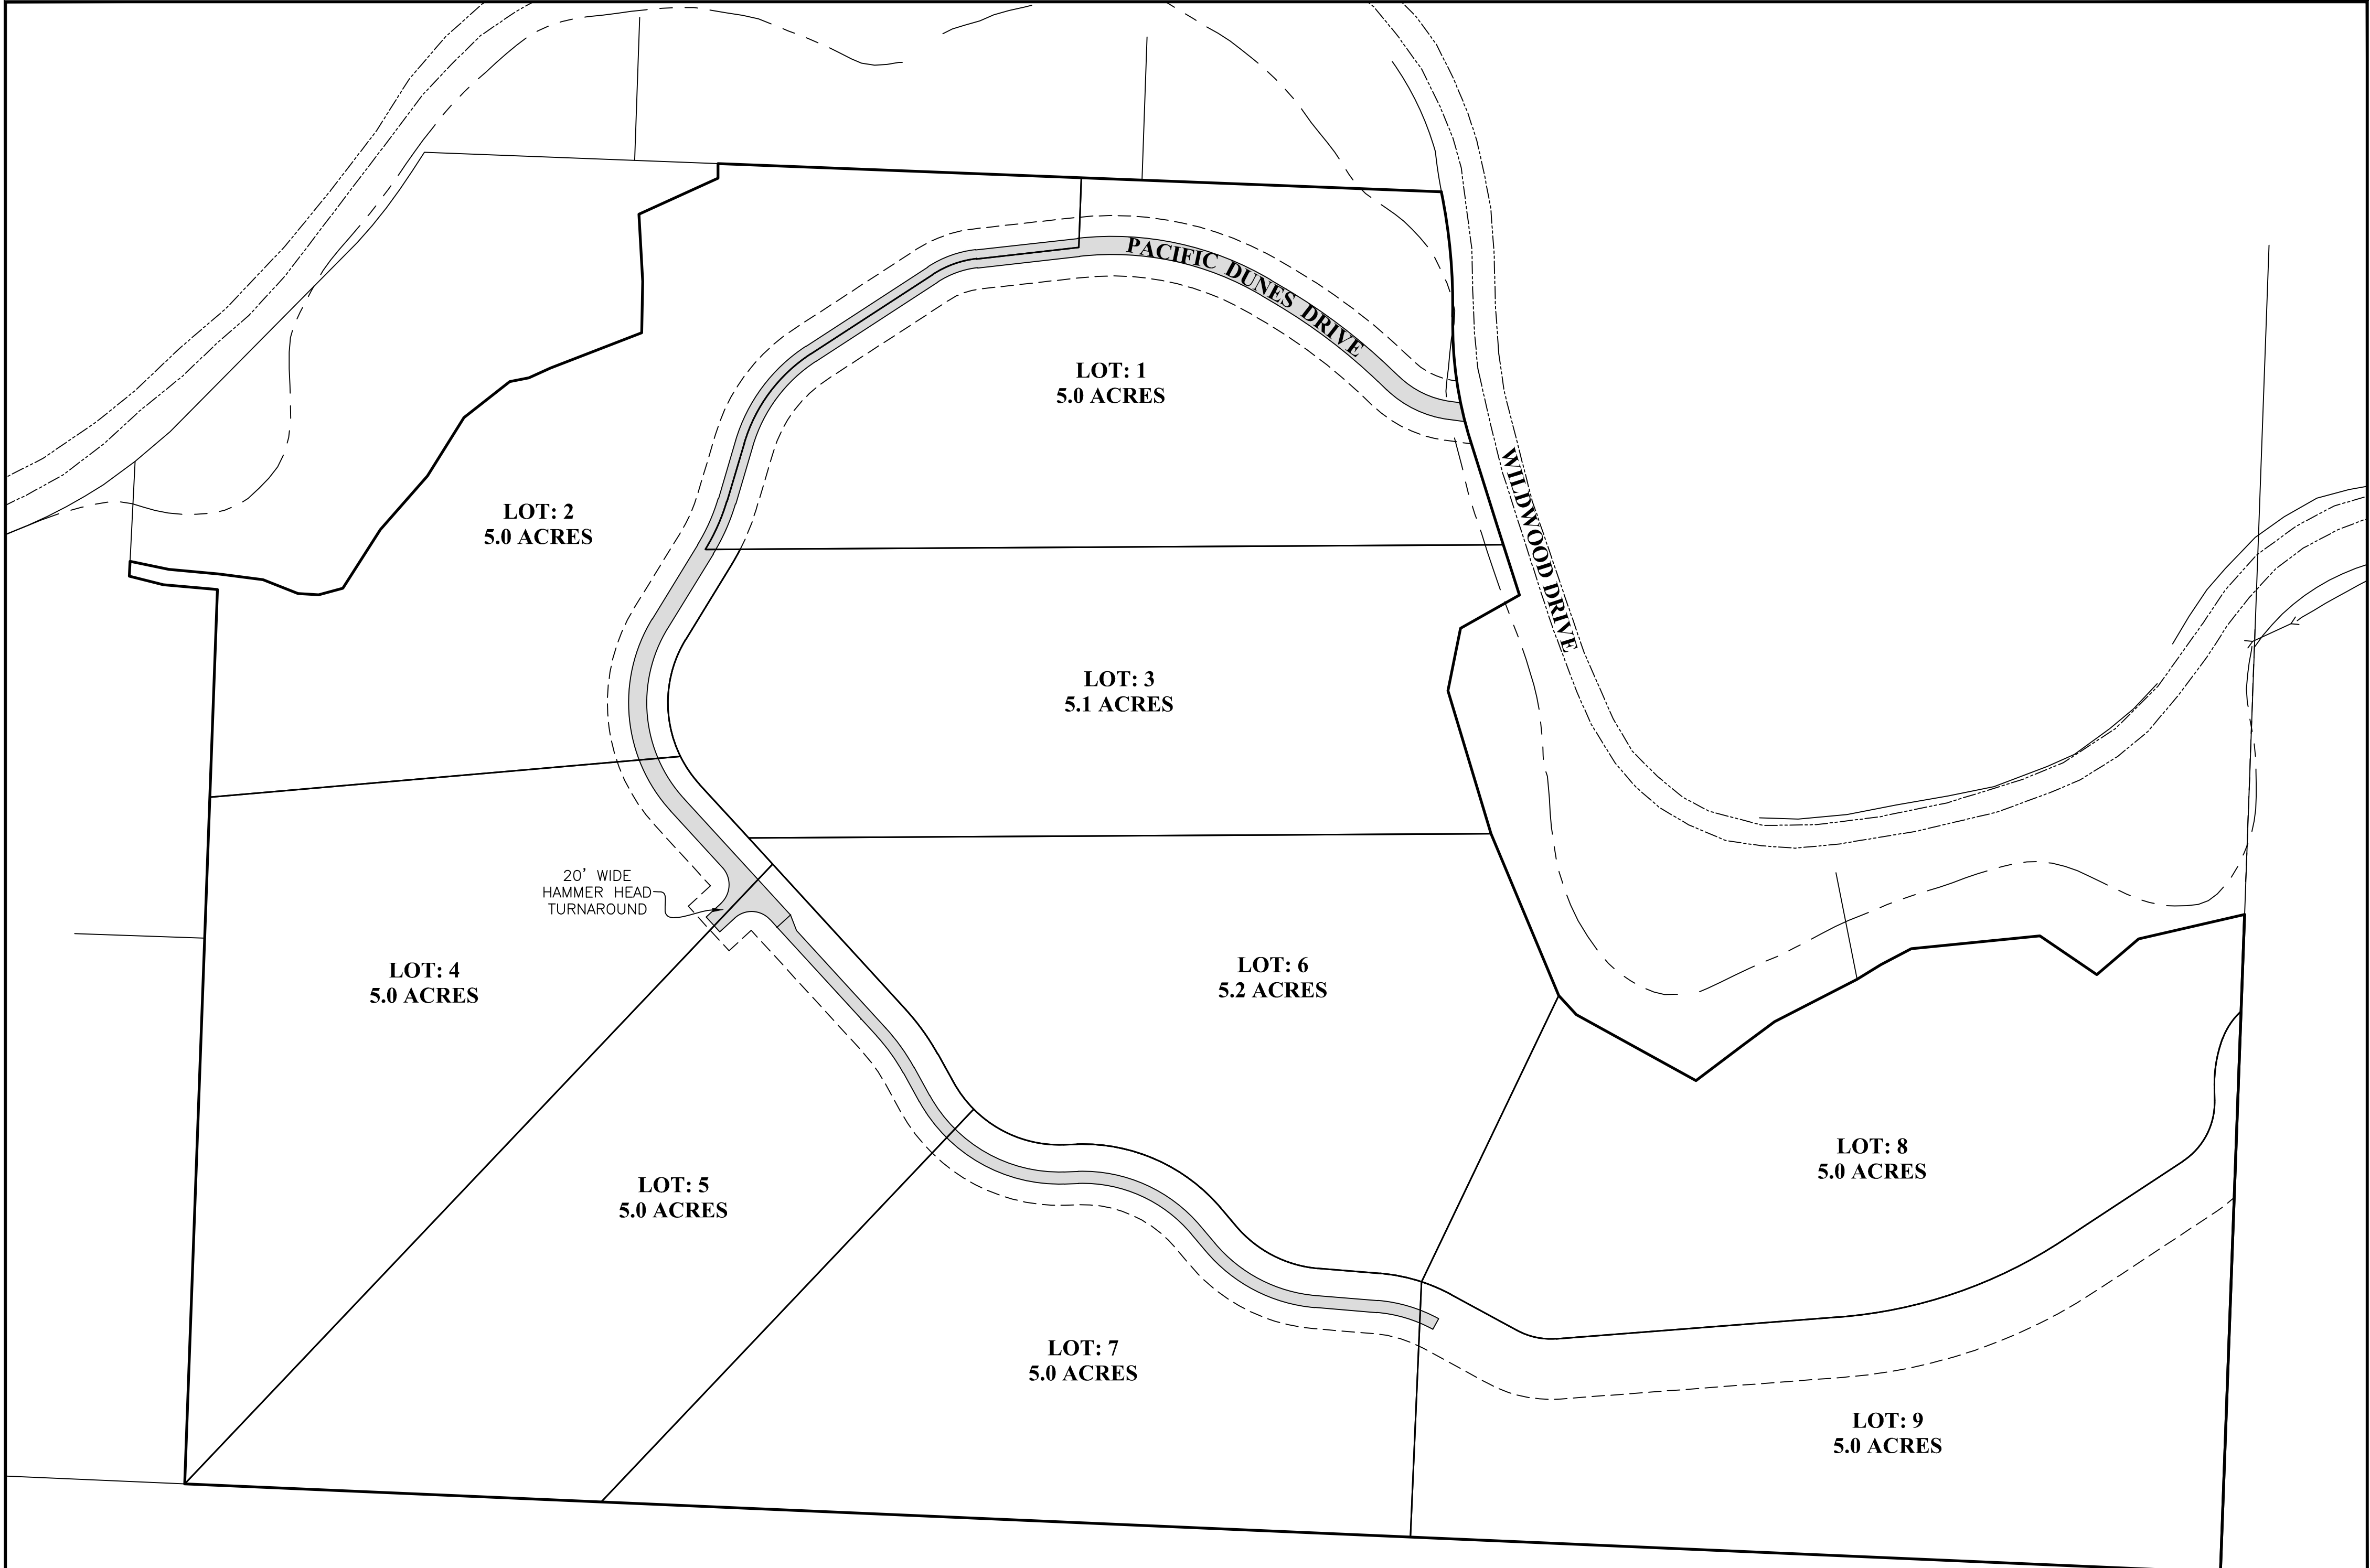 PACIFIC DUNES DRIVE
LOT: 1
5.0 ACRES
WILDWOOD DRIVE
LOT: 2
5.0 ACRES
LOT: 3
5.1 ACRES
20' WIDE
HAMMER HEAD
TURNAROUND
LOT: 4
5.0 ACRES
LOT: 6
5.2 ACRES
LOT: 5
5.0 ACRES
LOT: 8
5.0 ACRES
LOT: 7
5.0 ACRES
LOT: 9
5.0 ACRES